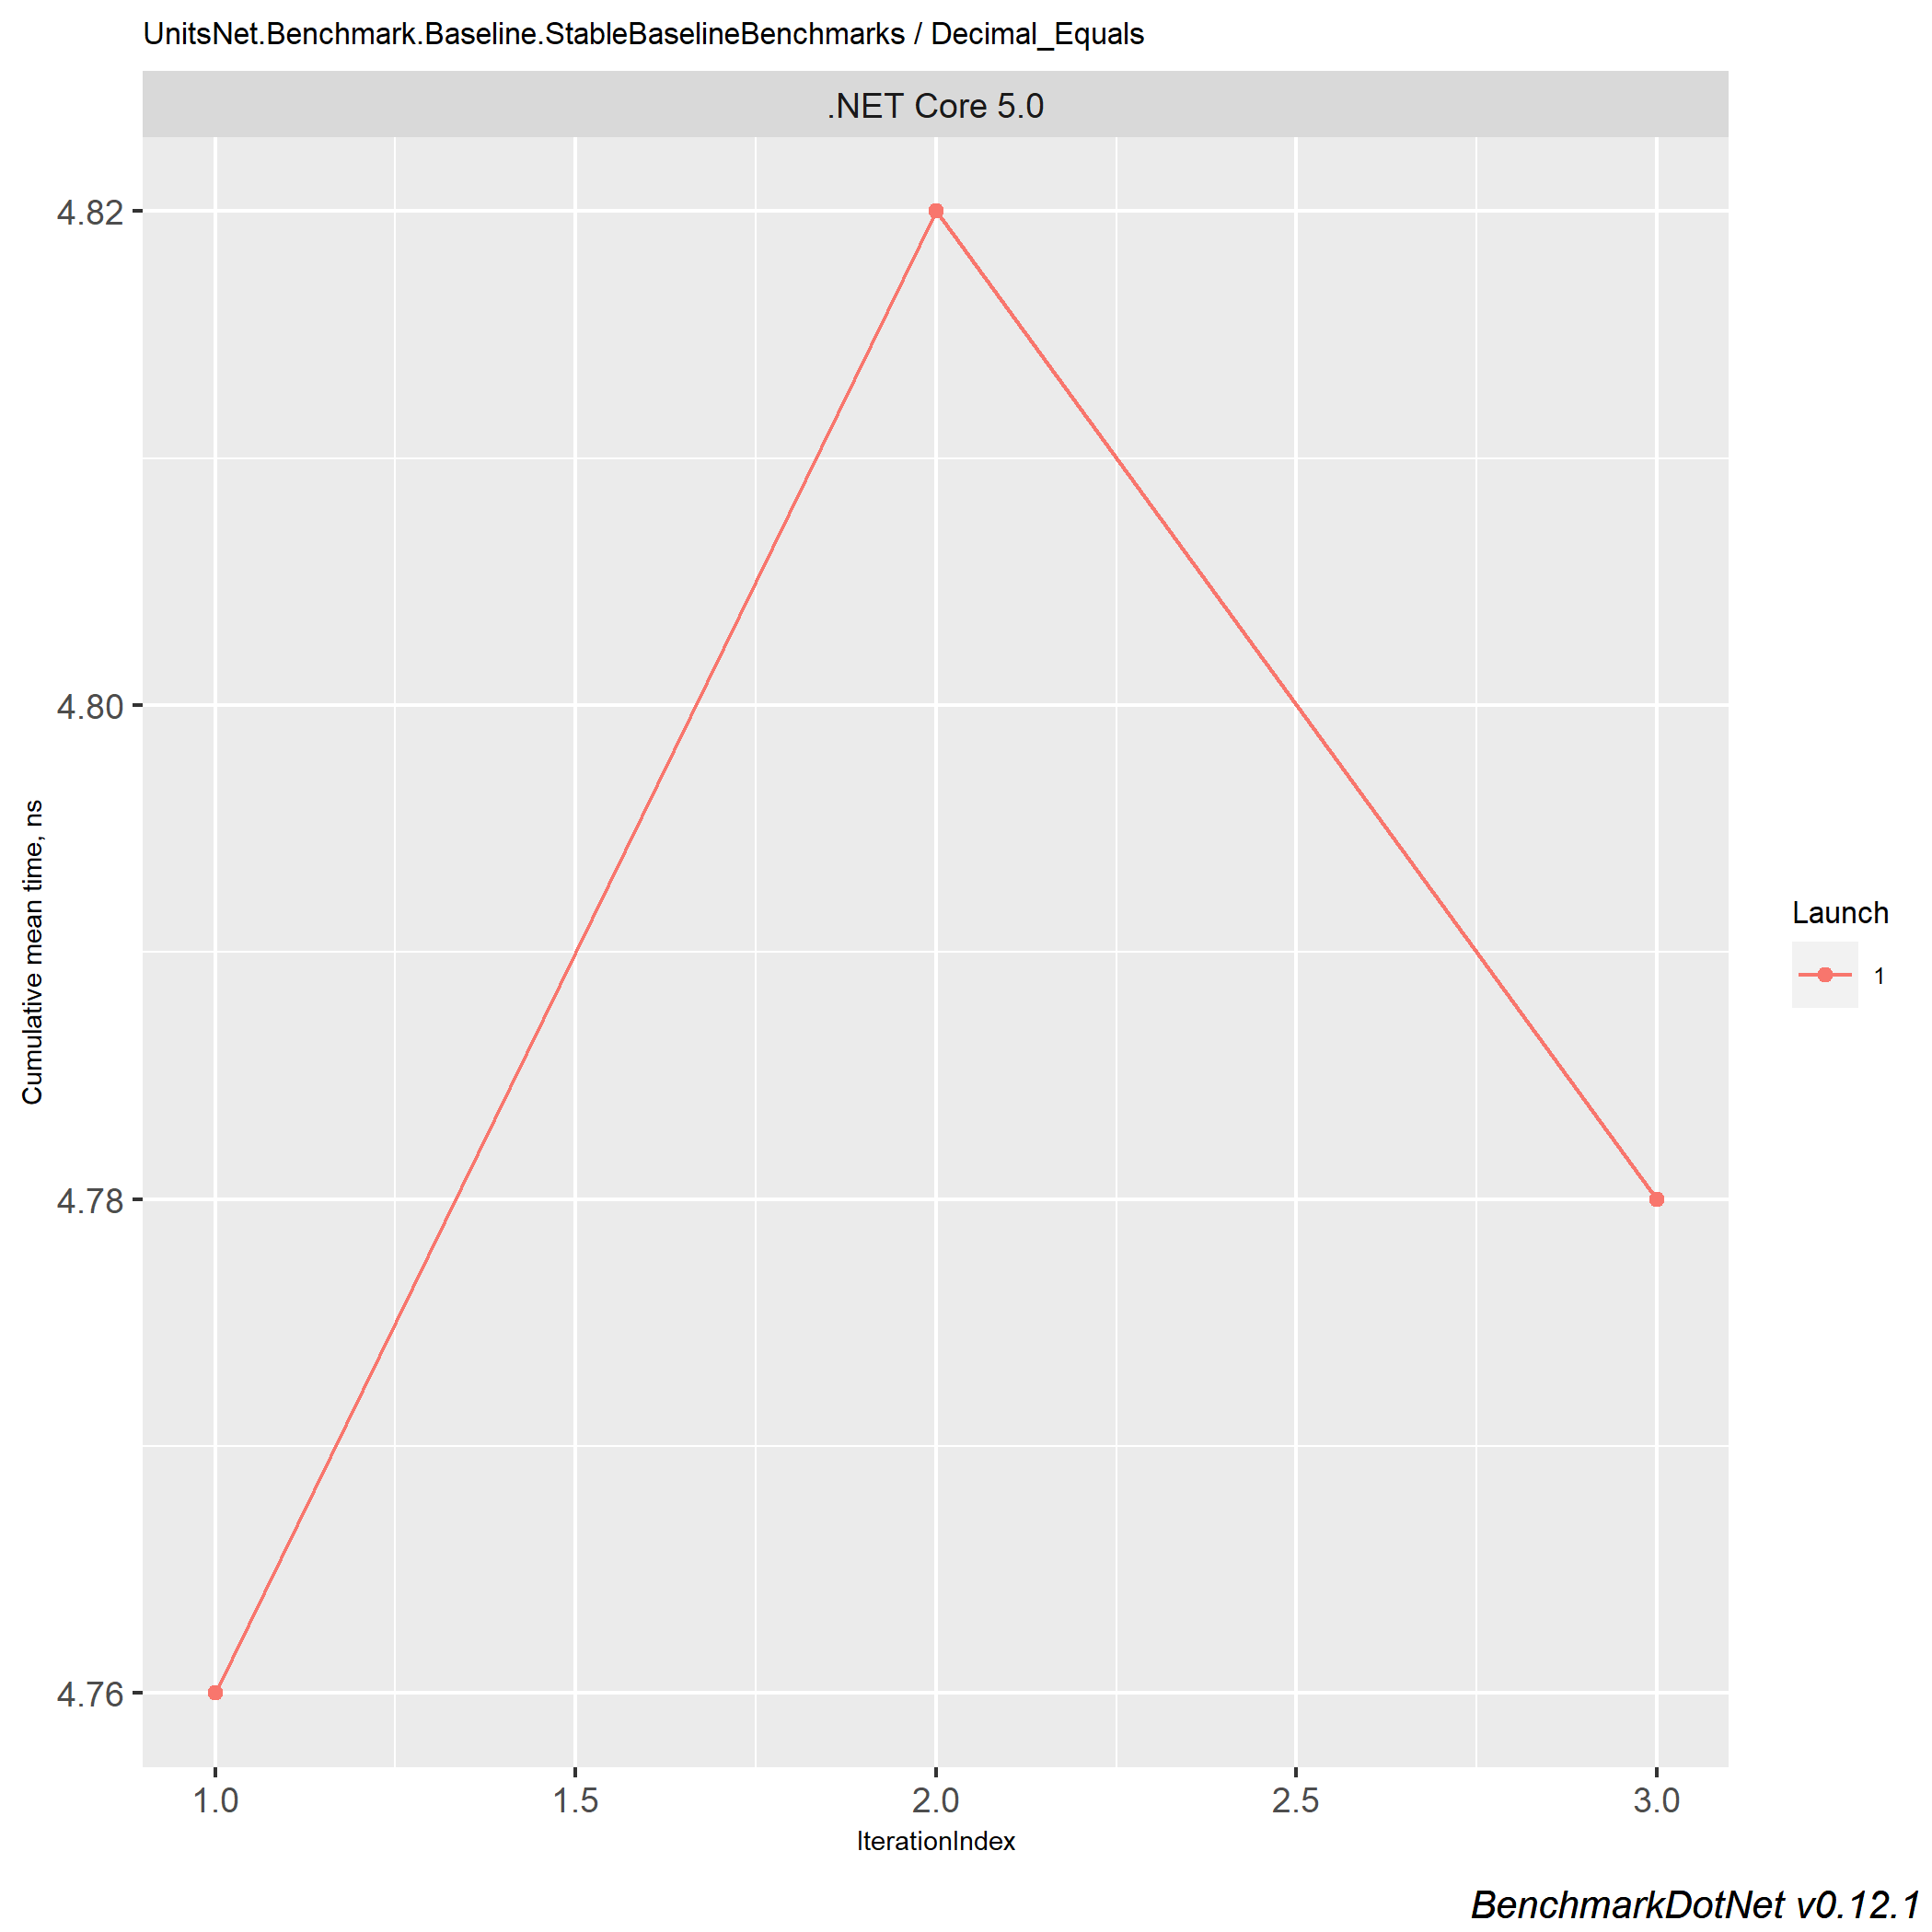 UnitsNet.Benchmark.Baseline.StableBaselineBenchmarks / Decimal_Equals
.NET Core 5.0
4.82
4.80
4.78
4.76
Cumulative mean time, ns
1.0 1.5 2.0 2.5 3.0
IterationIndex
Launch
1
BenchmarkDotNet v0.12.1